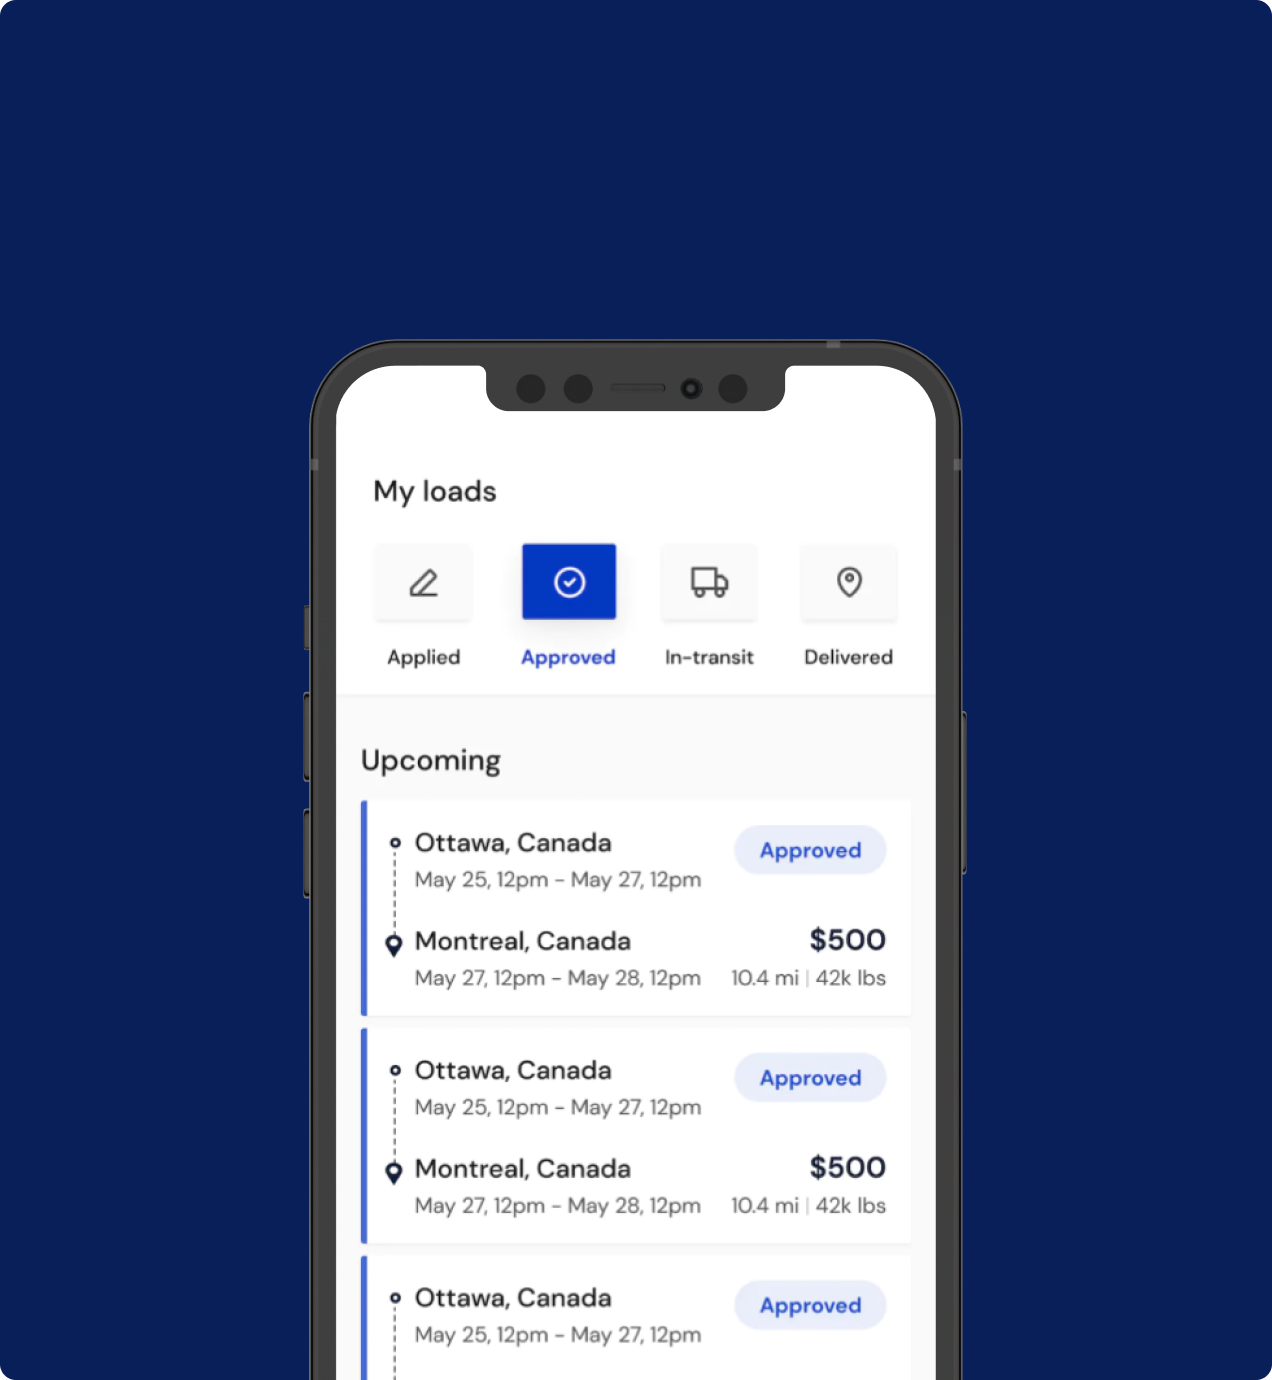 My loads
Applied Approved In-transit Delivered
Upcoming
Ottawa, Canada Approved
May 25, 12pm - May 27, 12pm
Montreal, Canada $500
May 27, 12pm - May 28, 12pm 10.4 mi | 42k lbs
Ottawa, Canada Approved
May 25, 12pm - May 27, 12pm
Montreal, Canada $500
May 27, 12pm - May 28, 12pm 10.4 mi | 42k lbs
Ottawa, Canada Approved
May 25, 12pm - May 27, 12pm